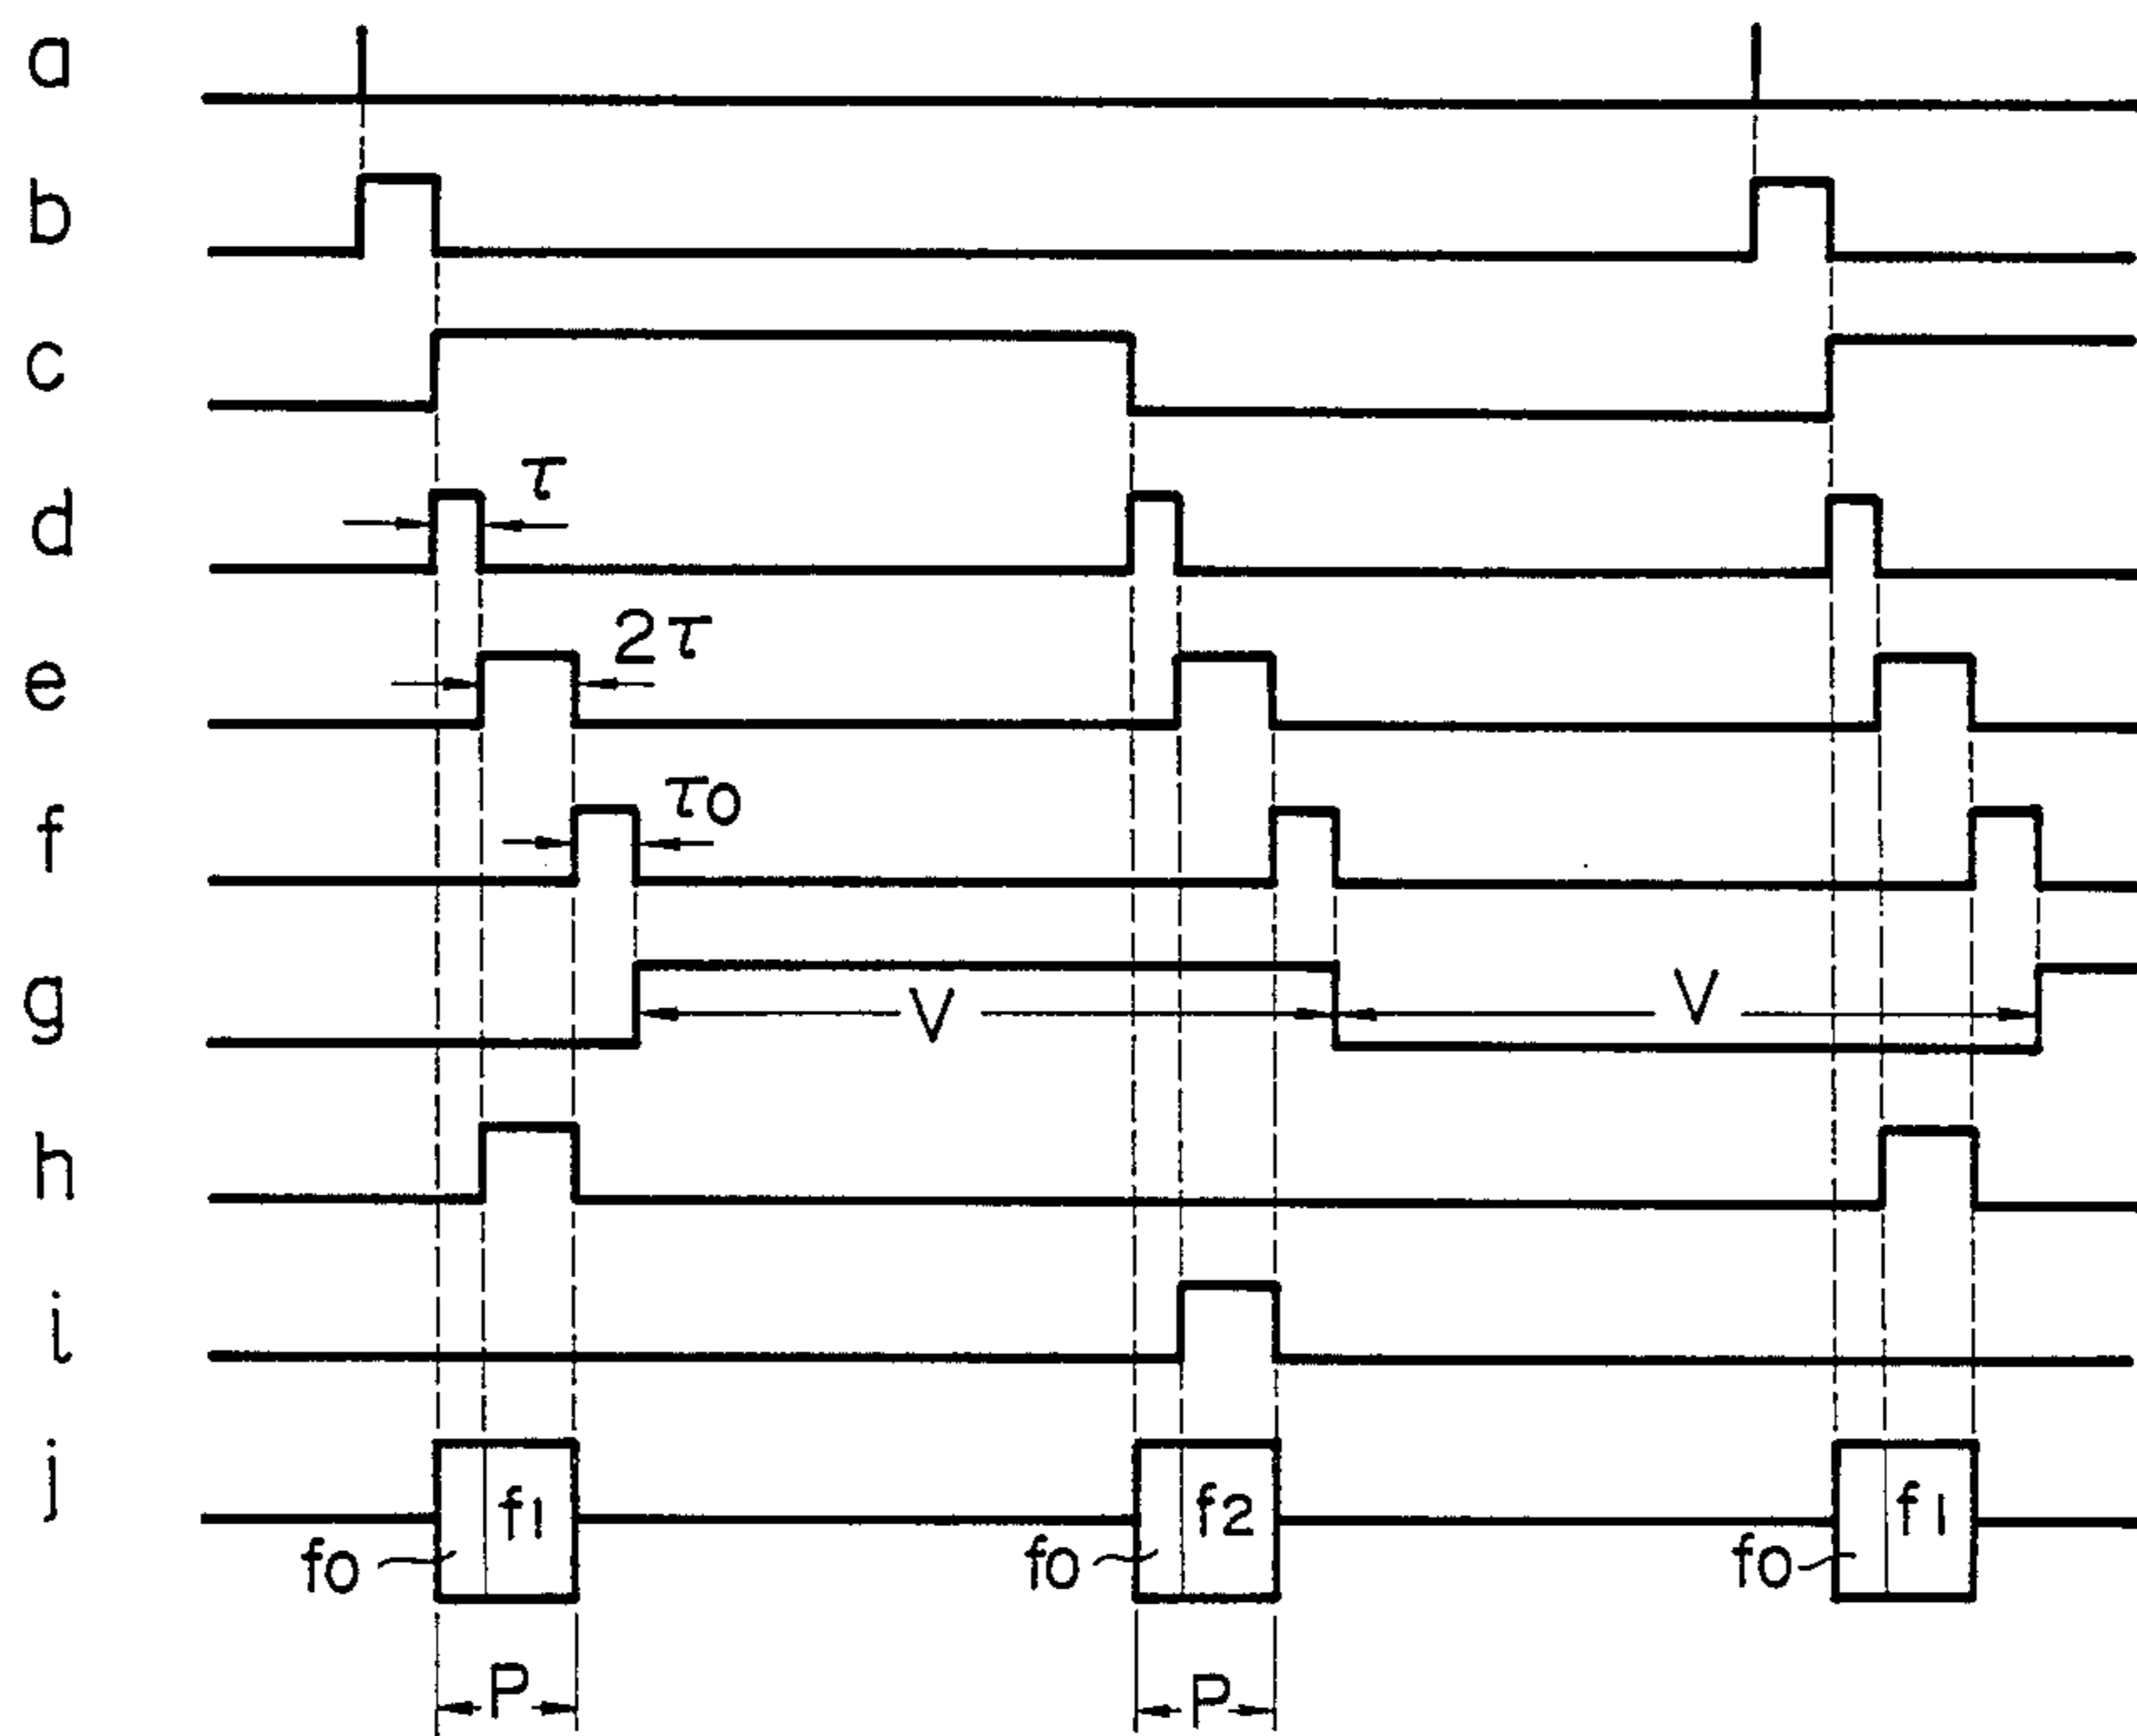 a
b
c
d τ
e 2τ
f τo
g V V
h
i
j f1 f2 f1
fo fo fo
P P